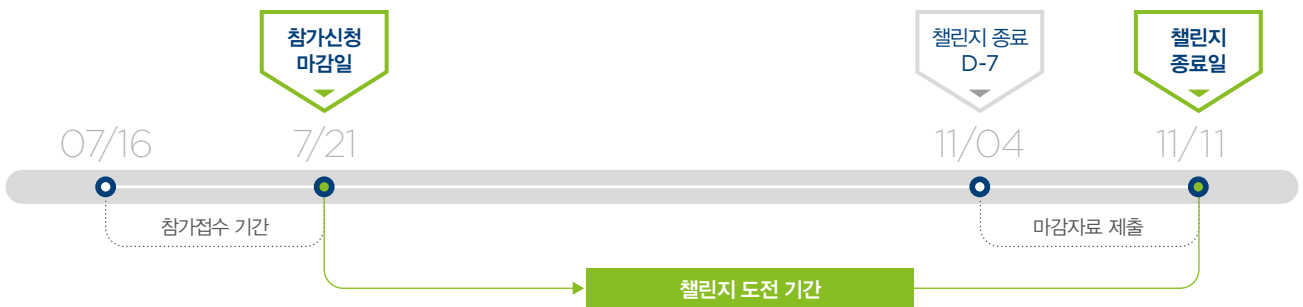 참가신청
마감일
챌린지 종료
D-7
챌린지
종료일
07/16
7/21
11/04
11/11
참가접수 기간
마감자료 제출
챌린지 도전 기간